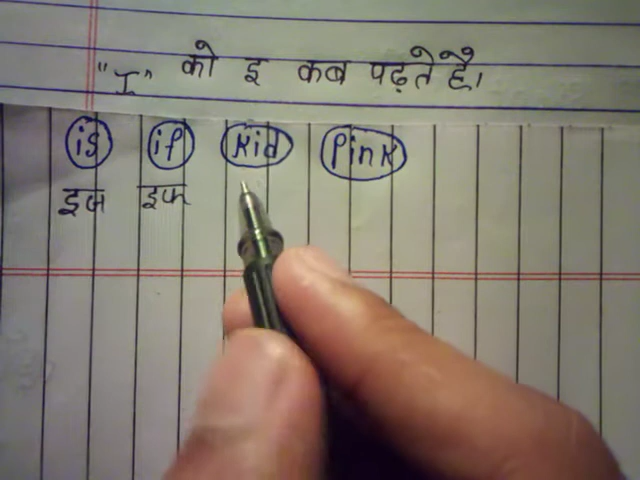 "I" को इ कब पढ़ते है।
is if Kid Pink
इज इफ